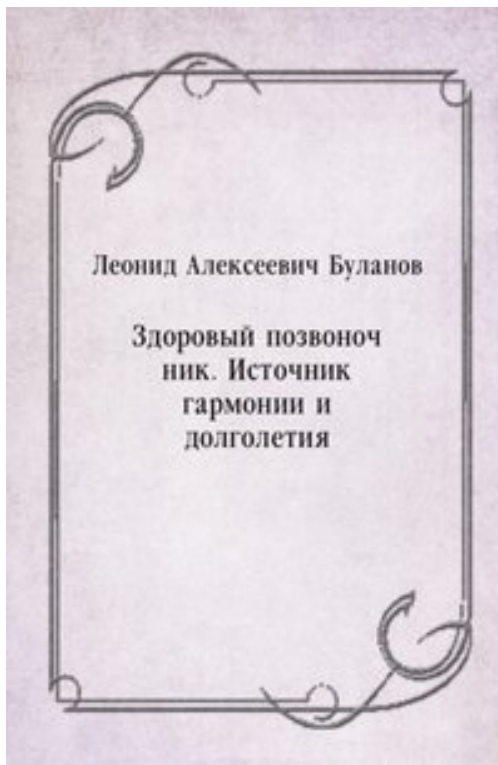 Леонид Алексеевич Буланов
Здоровый позвоноч
ник. Источник
гармонии и
долголетия